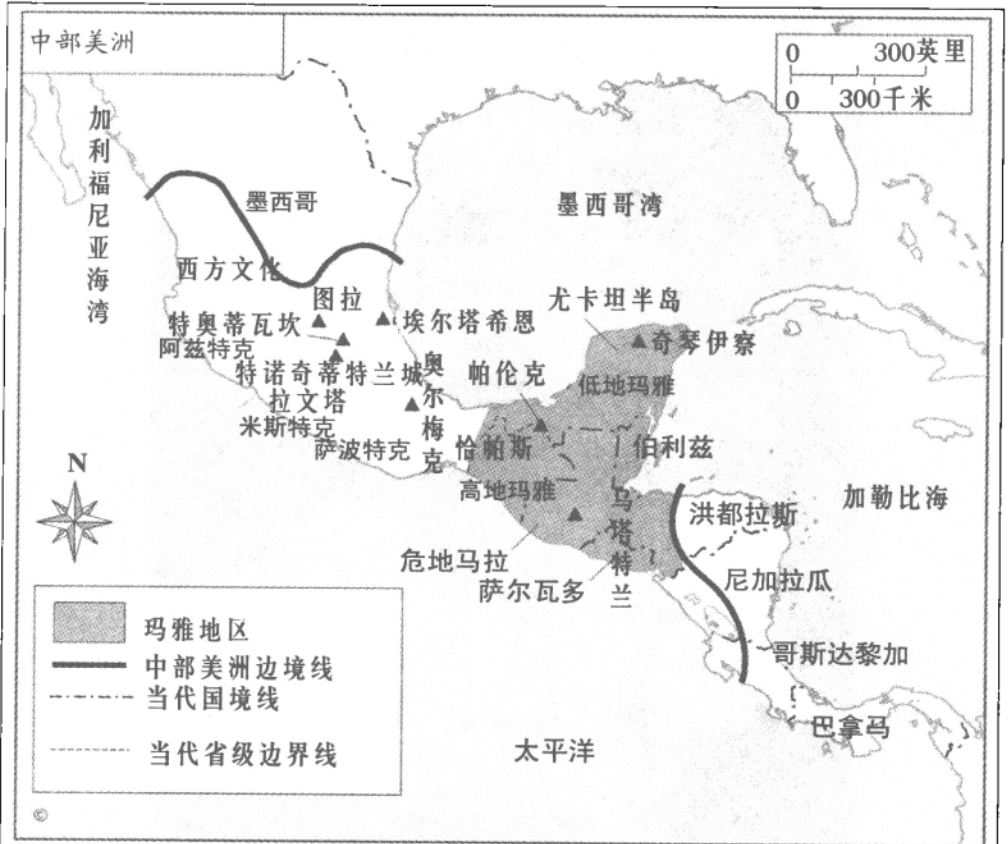 中部美洲
0 300英里
0 300千米
加利福尼亚海湾
墨西哥
墨西哥湾
西方文化
图拉
尤卡坦半岛
特奥蒂瓦坎
埃尔塔希恩
奇琴伊察
阿兹特克
特诺奇蒂特兰城
奥尔梅克
帕伦克
低地玛雅
拉文塔
米斯特克
萨波特克
恰帕斯
伯利兹
N
高地玛雅
乌塔特兰
加勒比海
洪都拉斯
危地马拉
萨尔瓦多
尼加拉瓜
玛雅地区
中部美洲边境线
当代国境线
当代省级边界线
哥斯达黎加
巴拿马
太平洋
©